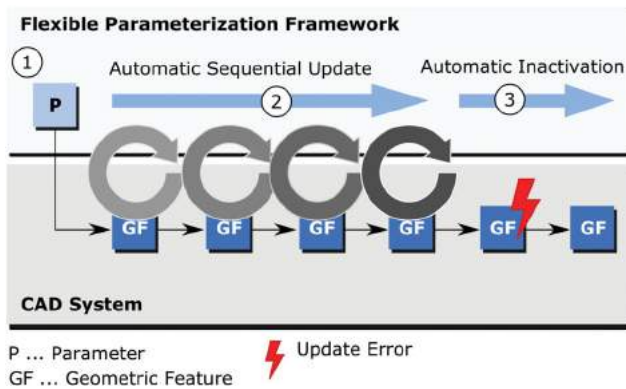 Flexible Parameterization Framework
1
Automatic Sequential Update
Automatic Inactivation
2
3
P
GF GF GF GF GF GF
CAD System
P ... Parameter
Update Error
GF ... Geometric Feature